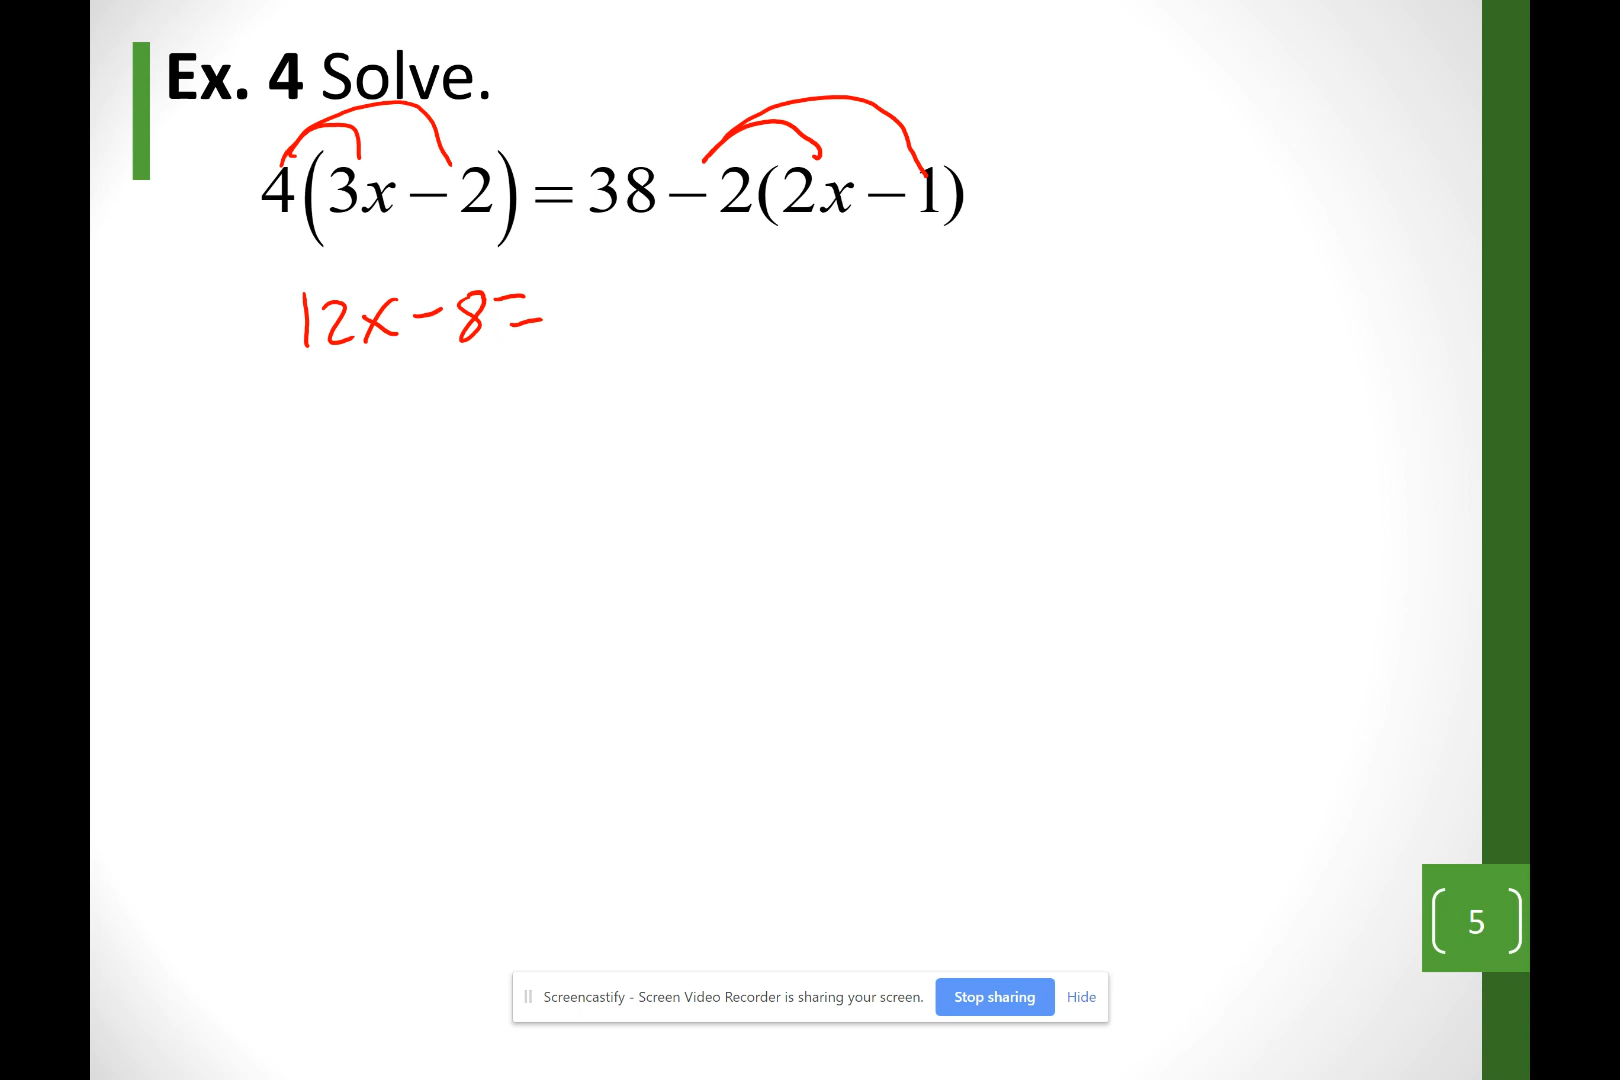 Ex. 4 Solve.
4(3x − 2) = 38 − 2(2x − 1)
12x - 8 =
5
Screencastify - Screen Video Recorder is sharing your screen. Stop sharing Hide